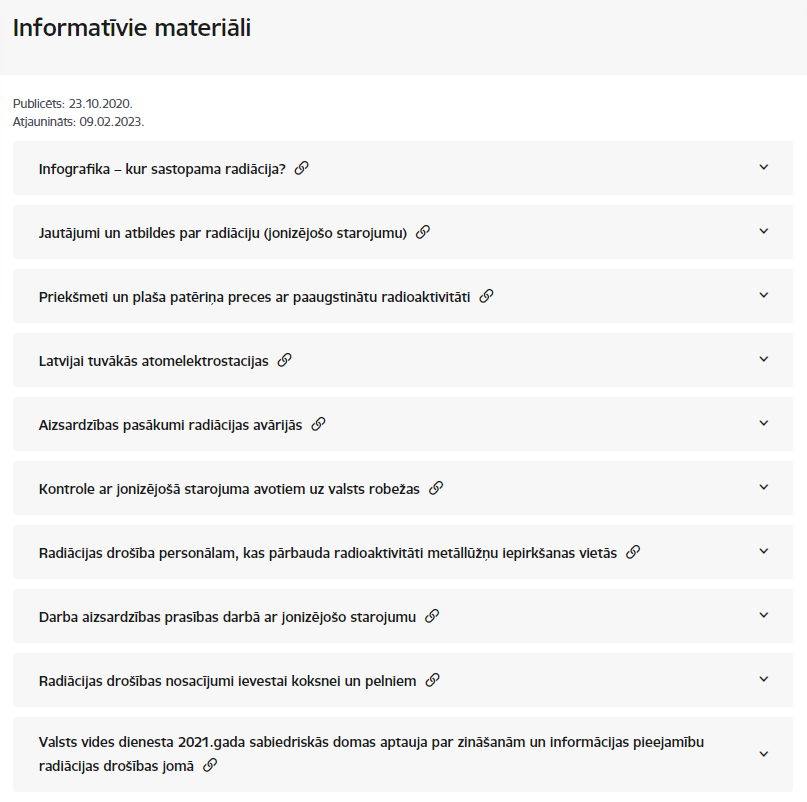 Informatīvie materiāli
Publicēts: 23.10.2020.
Atjaunināts: 09.02.2023.
Infografika – kur sastopama radiācija?
Jautājumi un atbildes par radiāciju (jonizējošo starojumu)
Priekšmeti un plaša patēriņa preces ar paaugstinātu radioaktivitāti
Latvijai tuvākās atomelektrostacijas
Aizsardzības pasākumi radiācijas avārijās
Kontrole ar jonizējošā starojuma avotiem uz valsts robežas
Radiācijas drošība personālam, kas pārbauda radioaktivitāti metāllūžņu iepirkšanas vietās
Darba aizsardzības prasības darbā ar jonizējošo starojumu
Radiācijas drošības nosacījumi ievestai koksnei un pelniem
Valsts vides dienesta 2021.gada sabiedriskās domas aptauja par zināšanām un informācijas pieejamību
radiācijas drošības jomā